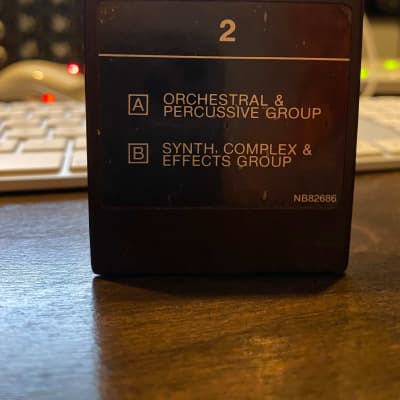 2
A ORCHESTRAL &
PERCUSSIVE GROUP
B SYNTH, COMPLEX &
EFFECTS GROUP
NB82686